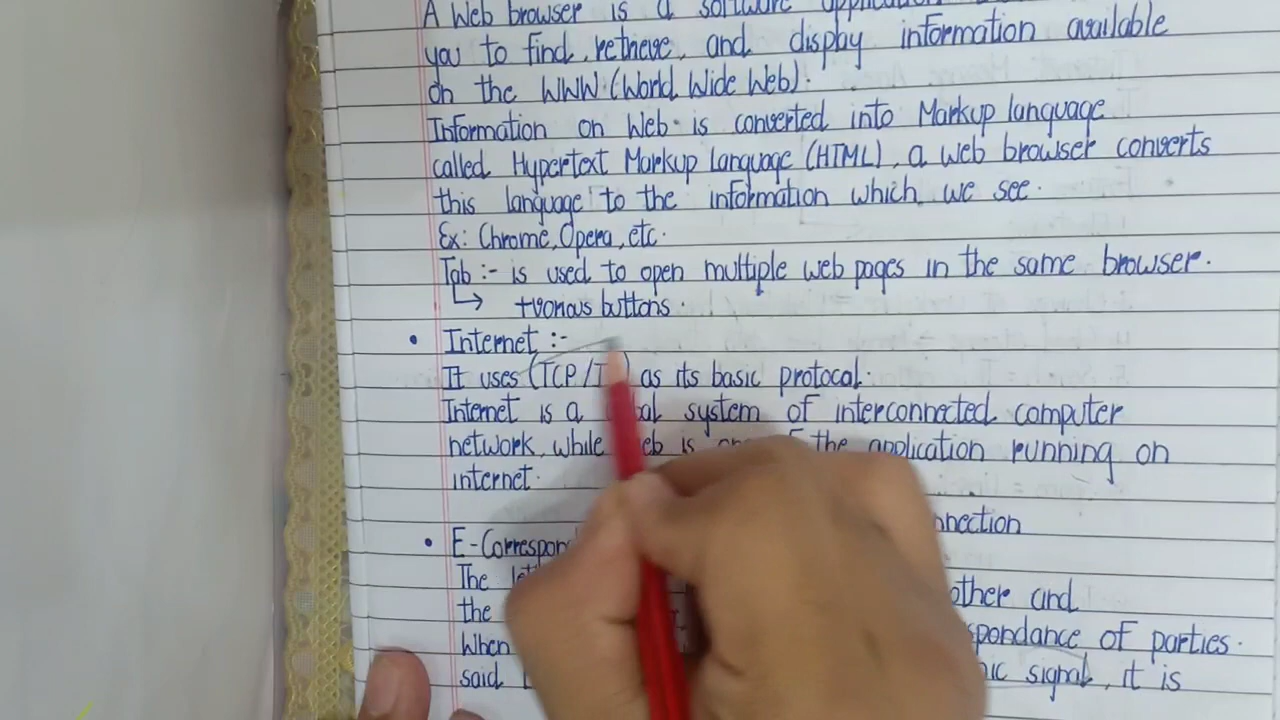 A Web browser is a software application
you to find, retrieve, and display information available
on the WWW (World Wide Web).
Information on Web is converted into Markup language
called Hypertext Markup Language (HTML), a web browser converts
this language to the information which we see.
Ex: Chrome, Opera, etc.
Tab :- is used to open multiple web pages in the same browser.
↳ +various buttons.
• Internet :-
It uses (TCP/I ) as its basic protocal.
Internet is a system of interconnected computer
network, while is the application running on
internet.
• E-Correspon nnection
The other and
the
When spondance of parties.
said signal, it is